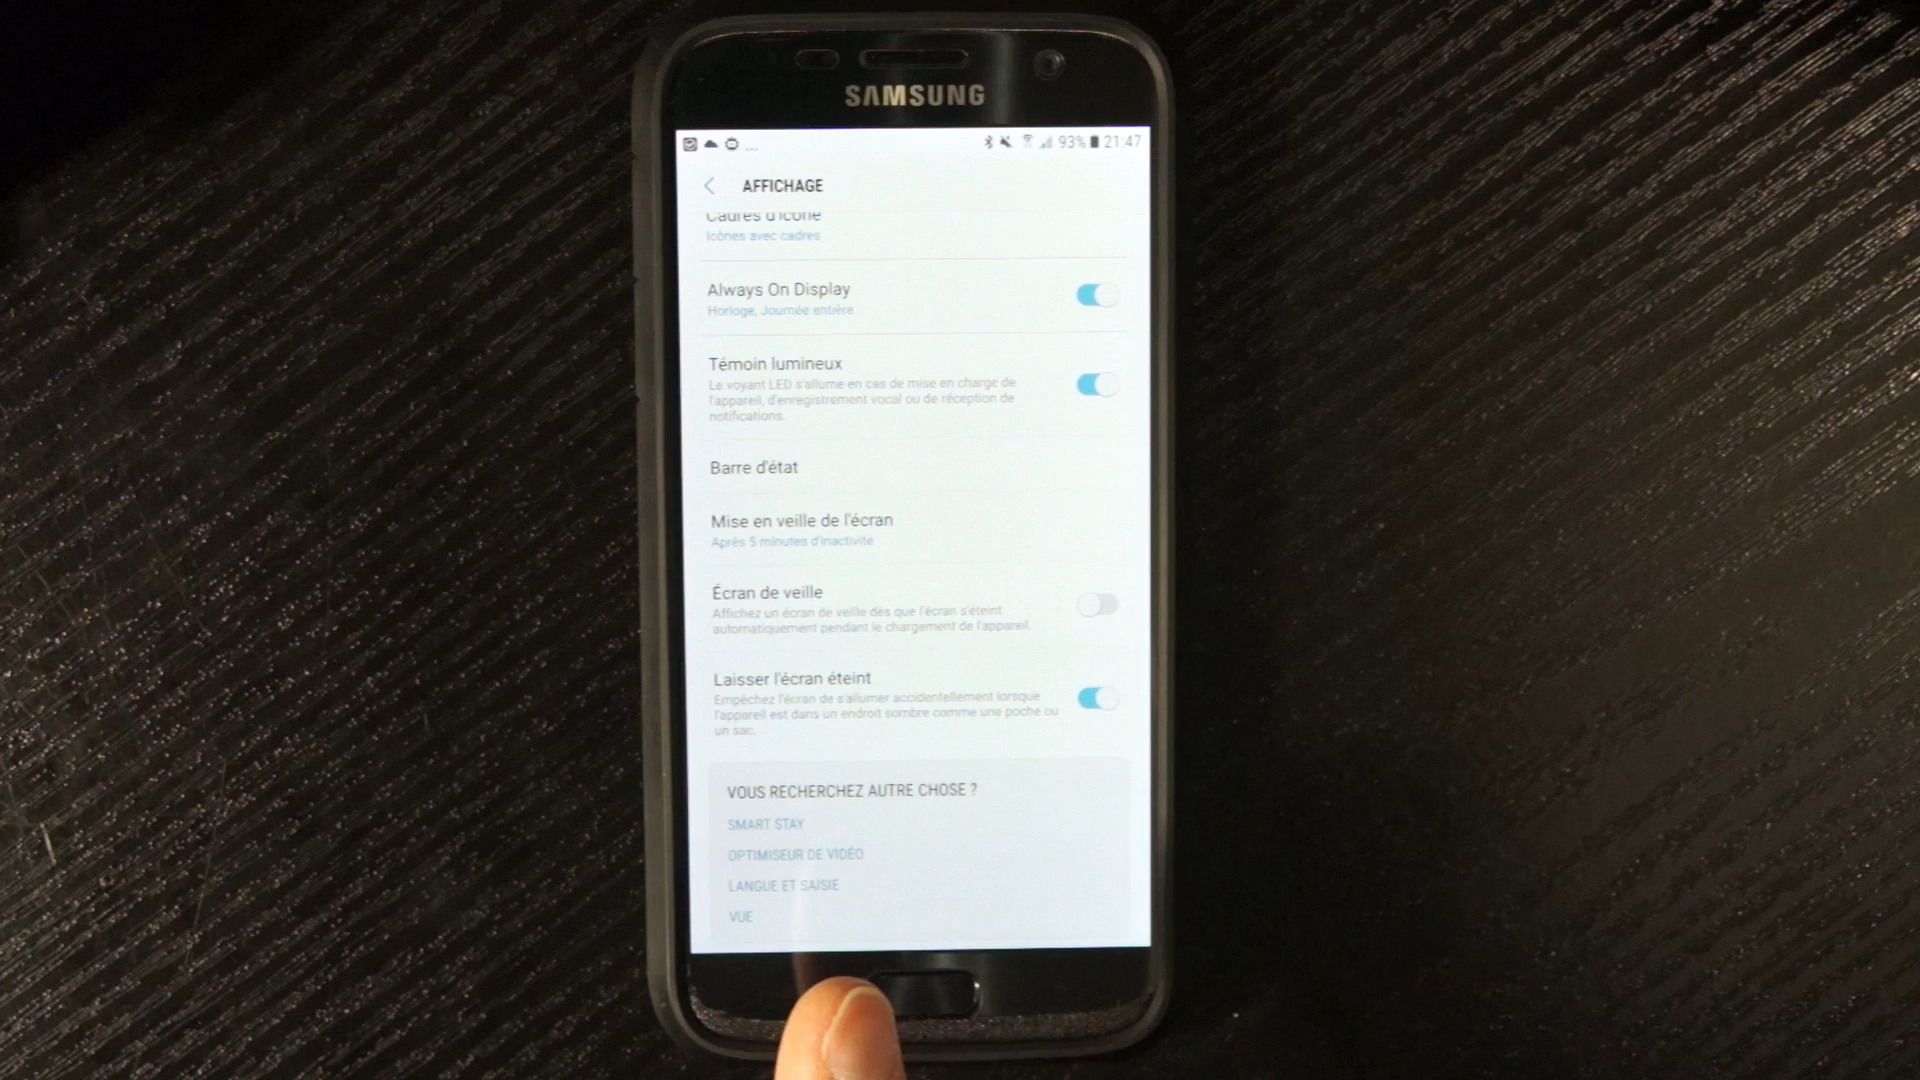 SAMSUNG
... 93% 21:47
AFFICHAGE
Cadres d'icône
Icônes avec cadres
Always On Display
Horloge, Journée entière
Témoin lumineux
Le voyant LED s'allume en cas de mise en charge de
l'appareil, d'enregistrement vocal ou de réception de
notifications.
Barre d'état
Mise en veille de l'écran
Après 5 minutes d'inactivité
Écran de veille
Affichez un écran de veille dès que l'écran s'éteint
automatiquement pendant le chargement de l'appareil.
Laisser l'écran éteint
Empêchez l'écran de s'allumer accidentellement lorsque
l'appareil est dans un endroit sombre comme une poche ou
un sac.
VOUS RECHERCHEZ AUTRE CHOSE ?
SMART STAY
OPTIMISEUR DE VIDÉO
LANGUE ET SAISIE
VUE